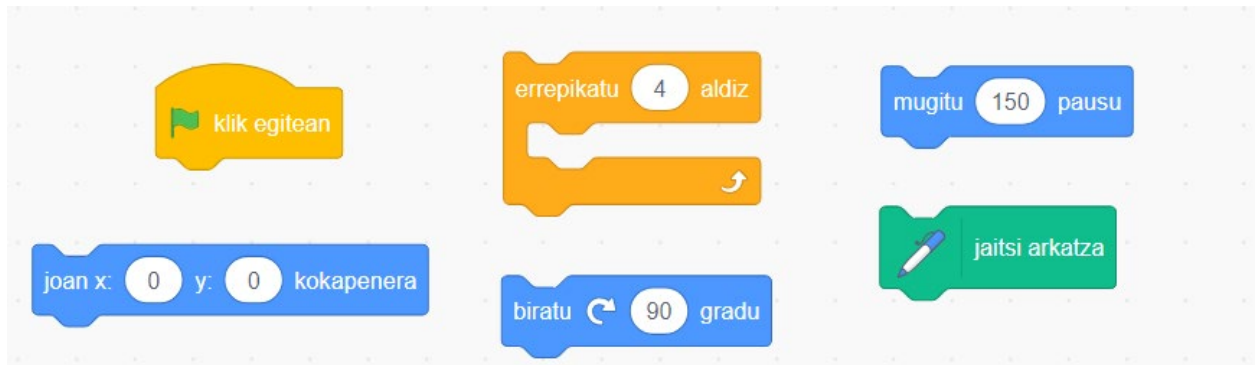 klik egitean
joan x: 0 y: 0 kokapenera
errepikatu 4 aldiz
biratu 90 gradu
mugitu 150 pausu
jaitsi arkatza